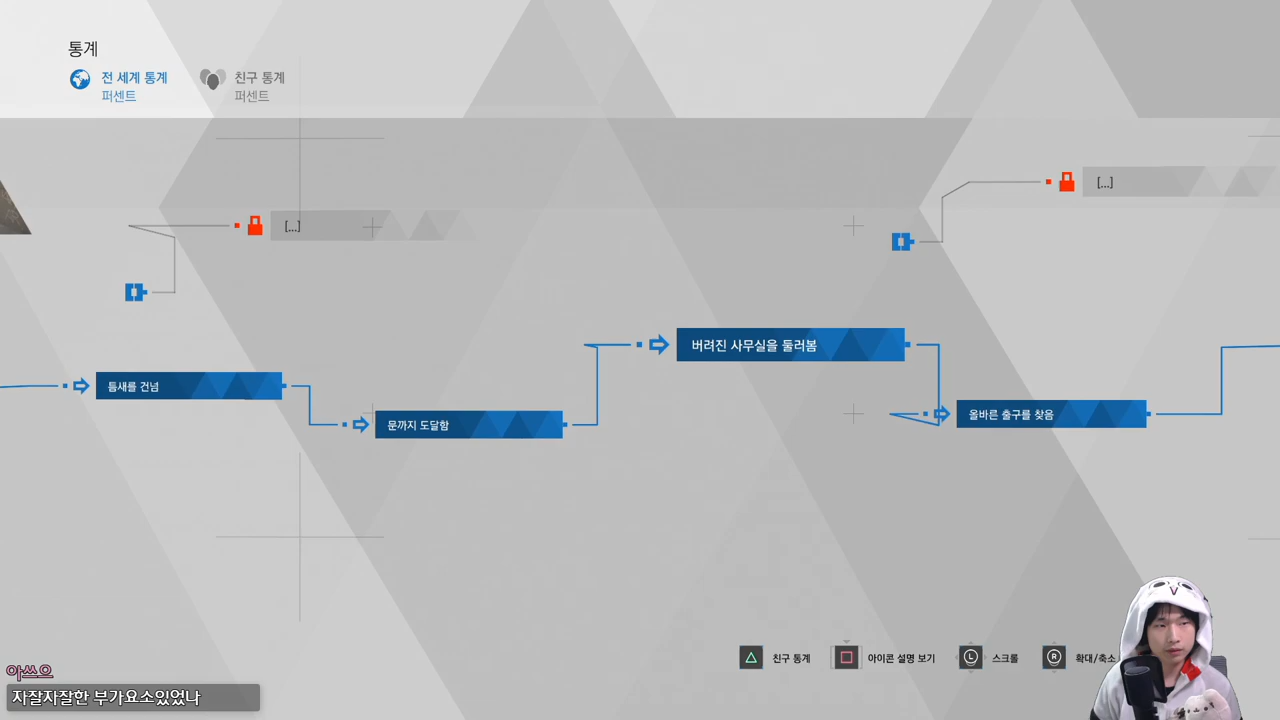 통계
전 세계 통계
퍼센트
친구 통계
퍼센트
[...]
[...]
버려진 사무실을 둘러봄
틈새를 건넘
문까지 도달함
올바른 출구를 찾음
친구 통계
아이콘 설명 보기
L
스크롤
R
확대/축소
아쓰오
자잘자잘한 부가요소있었나